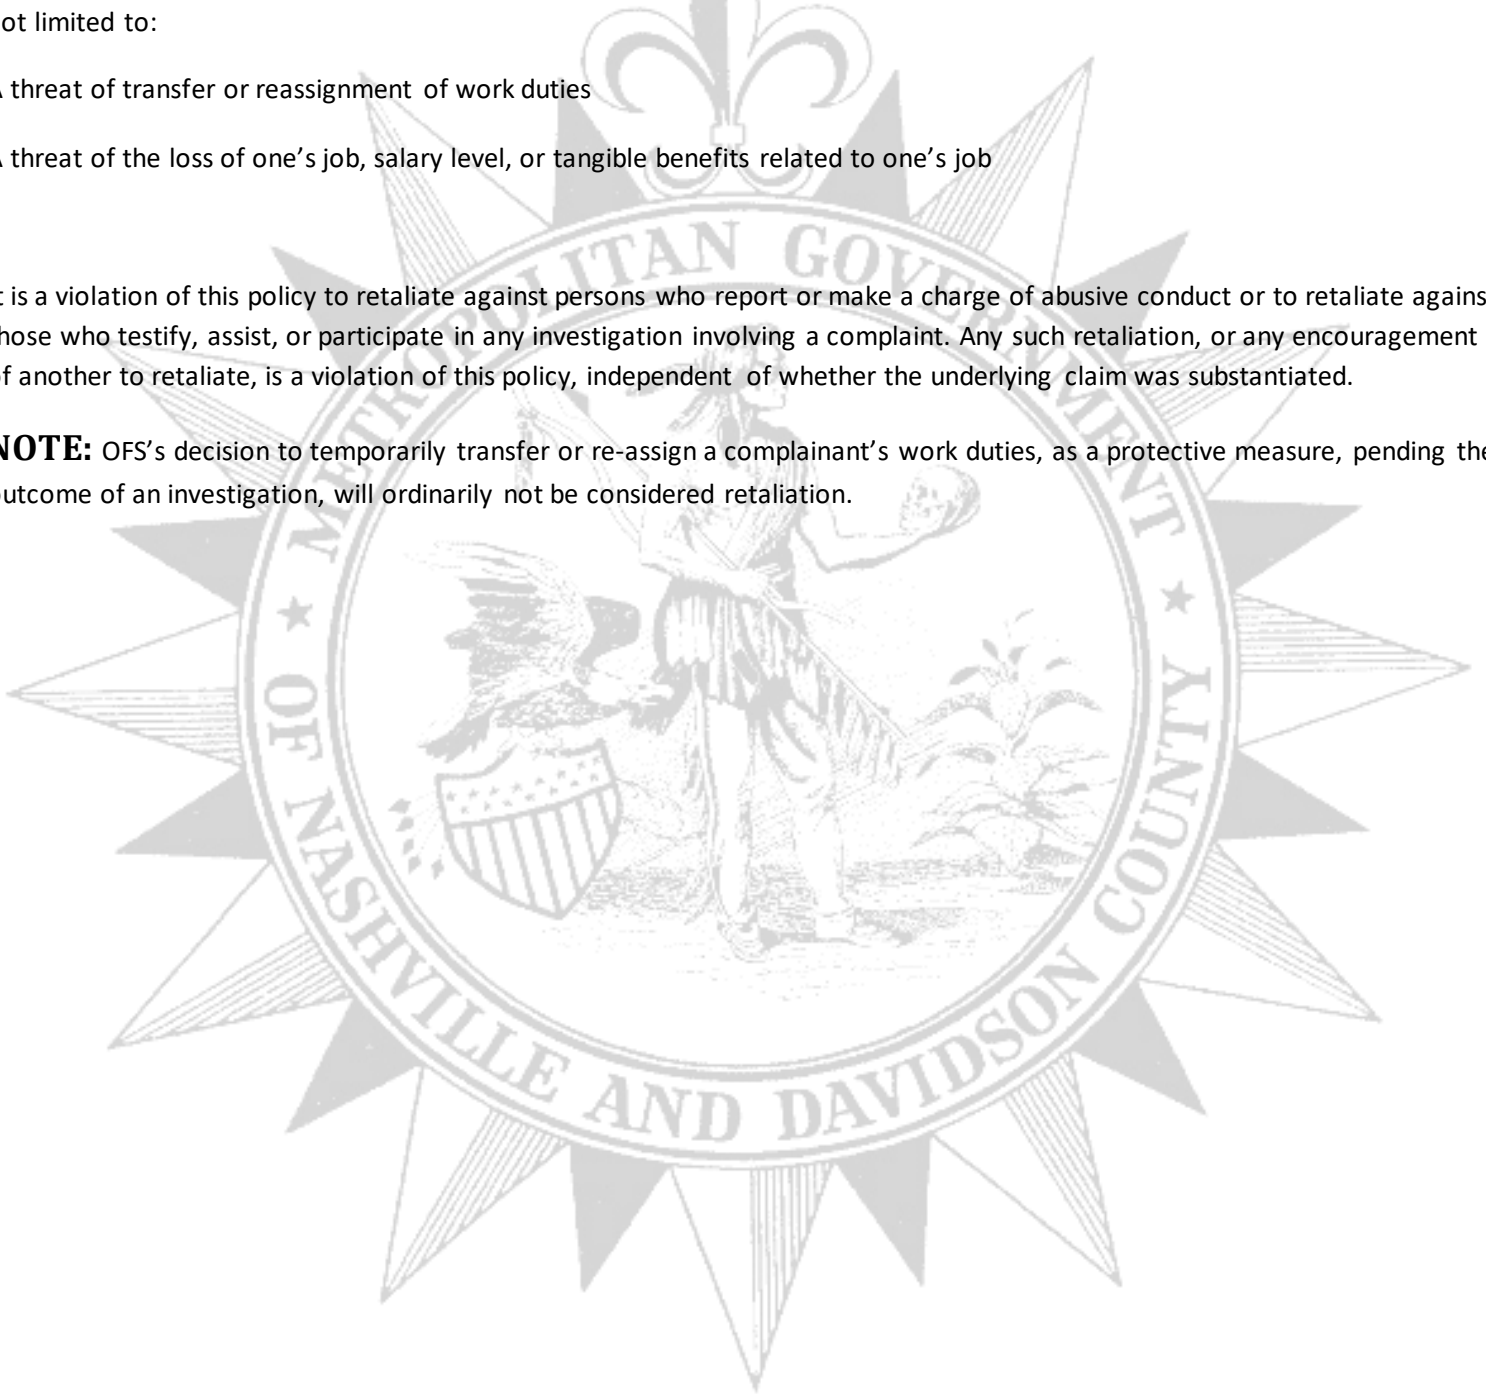 ot limited to:
threat of transfer or reassignment of work duties
threat of the loss of one’s job, salary level, or tangible benefits related to one’s job
t is a violation of this policy to retaliate against persons who report or make a charge of abusive conduct or to retaliate agains
hose who testify, assist, or participate in any investigation involving a complaint. Any such retaliation, or any encouragement
of another to retaliate, is a violation of this policy, independent of whether the underlying claim was substantiated.
NOTE: OFS’s decision to temporarily transfer or re-assign a complainant’s work duties, as a protective measure, pending the
outcome of an investigation, will ordinarily not be considered retaliation.
METROPOLITAN GOVERNMENT
OF NASHVILLE AND DAVIDSON COUNTY